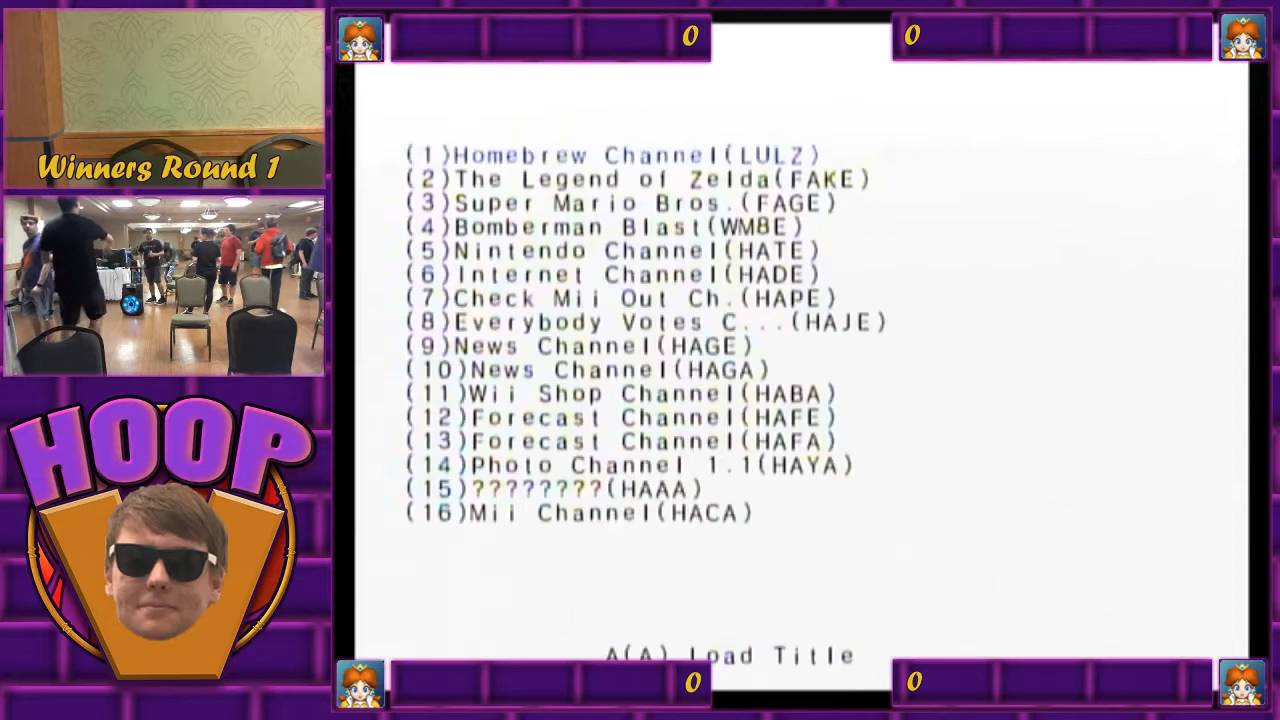 0
0
Winners Round 1
(1)Homebrew Channel(LULZ)
(2)The Legend of Zelda(FAKE)
(3)Super Mario Bros.(FAGE)
(4)Bomberman Blast(WM8E)
(5)Nintendo Channel(HATE)
(6)Internet Channel(HADE)
(7)Check Mii Out Ch.(HAPE)
(8)Everybody Votes C...(HAJE)
(9)News Channel(HAGE)
(10)News Channel(HAGA)
(11)Wii Shop Channel(HABA)
(12)Forecast Channel(HAFE)
(13)Forecast Channel(HAFA)
(14)Photo Channel 1.1(HAYA)
(15)????????(HAAA)
(16)Mii Channel(HACA)
A(A) Load Title
HOOP
0
0